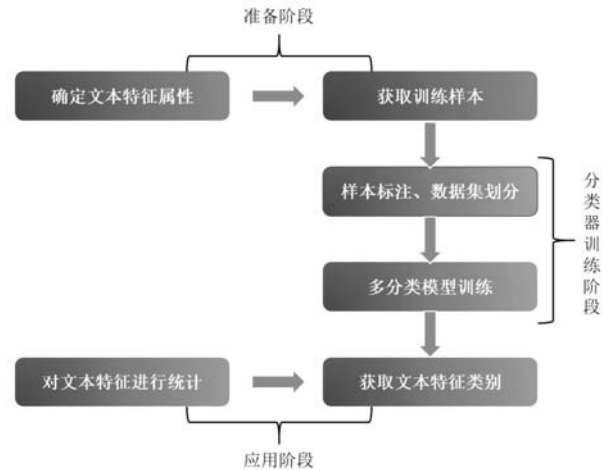 准备阶段
确定文本特征属性
获取训练样本
样本标注、数据集划分
多分类模型训练
分类器训练阶段
对文本特征进行统计
获取文本特征类别
应用阶段